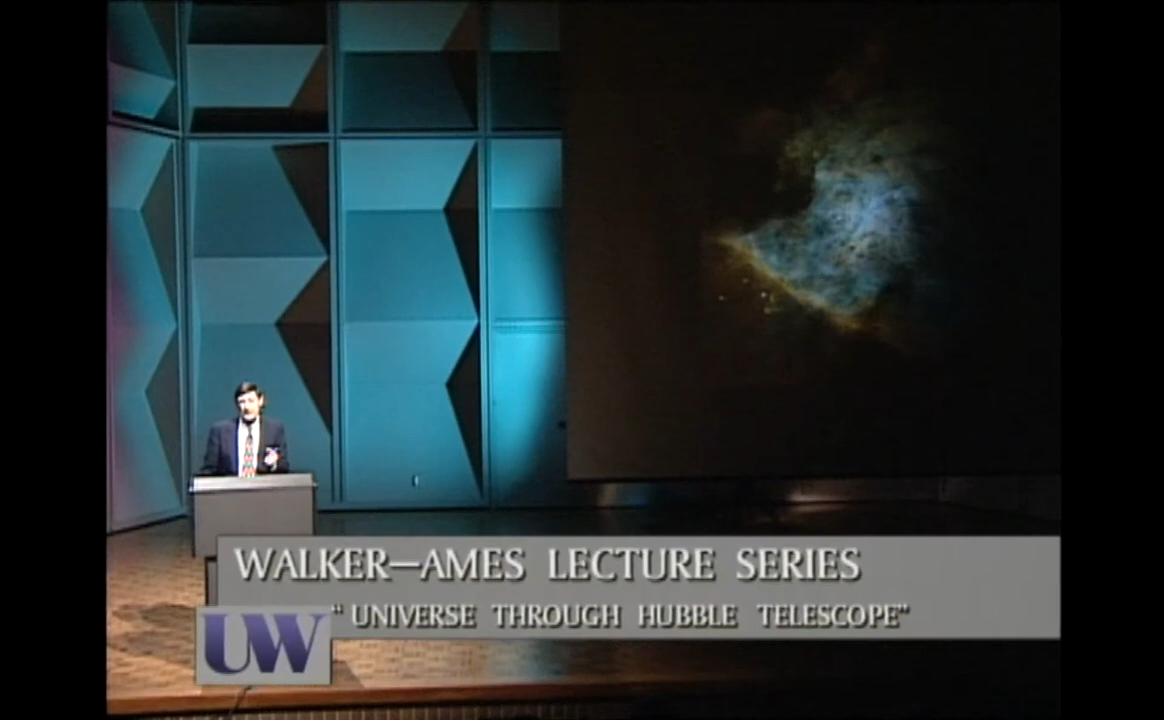 WALKER—AMES LECTURE SERIES
" UNIVERSE THROUGH HUBBLE TELESCOPE"
UW